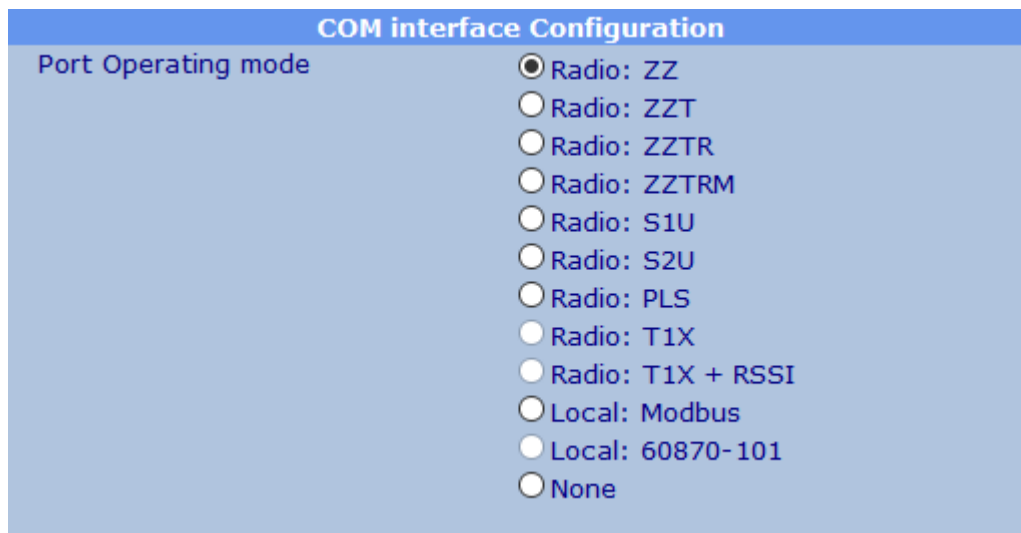 COM interface Configuration
Port Operating mode
Radio: ZZ
Radio: ZZT
Radio: ZZTR
Radio: ZZTRM
Radio: S1U
Radio: S2U
Radio: PLS
Radio: T1X
Radio: T1X + RSSI
Local: Modbus
Local: 60870-101
None